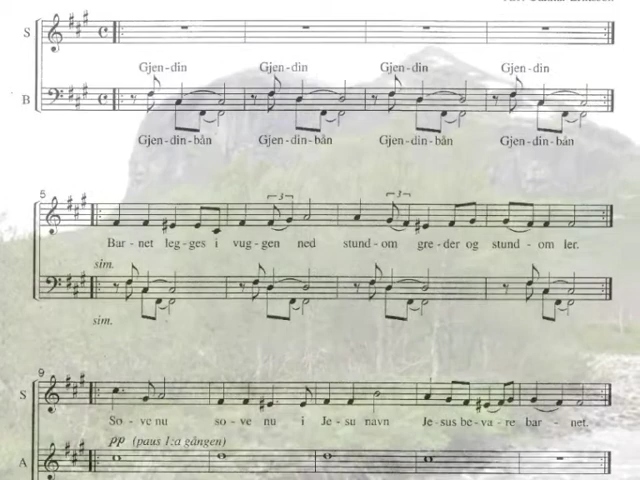 S
Gjen-din Gjen-din Gjen-din Gjen-din
B
Gjen-din-bån Gjen-din-bån Gjen-din-bån Gjen-din-bån
5
3 3
Bar-net leg-ges i vug-gen ned stund-om gre-der og stund-om ler.
sim.
sim.
9
S
So-ve nu so-ve nu i Je-su navn Je-sus be-va-re bar-net.
pp (paus 1:a gången)
A